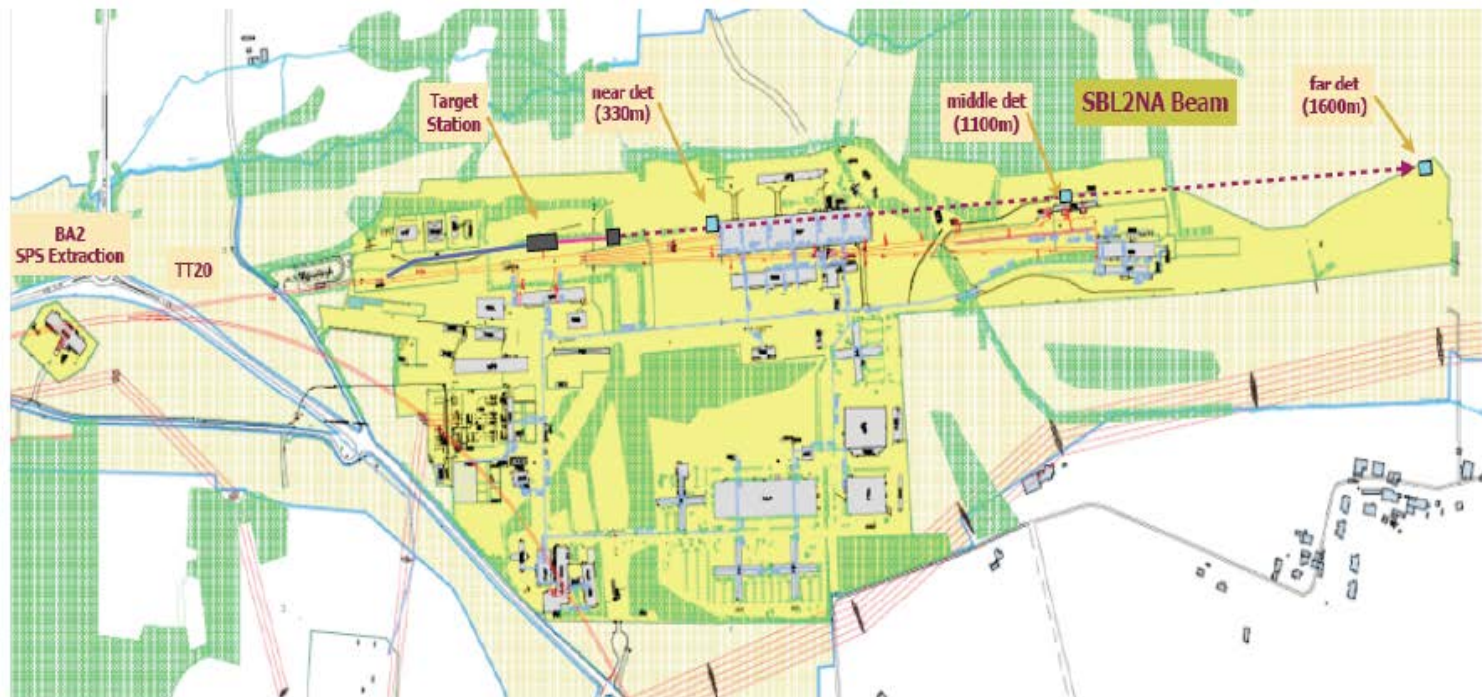 Target
Station
near det
(330m)
middle det
(1100m)
SBL2NA Beam
far det
(1600m)
BA2
SPS Extraction
TT20